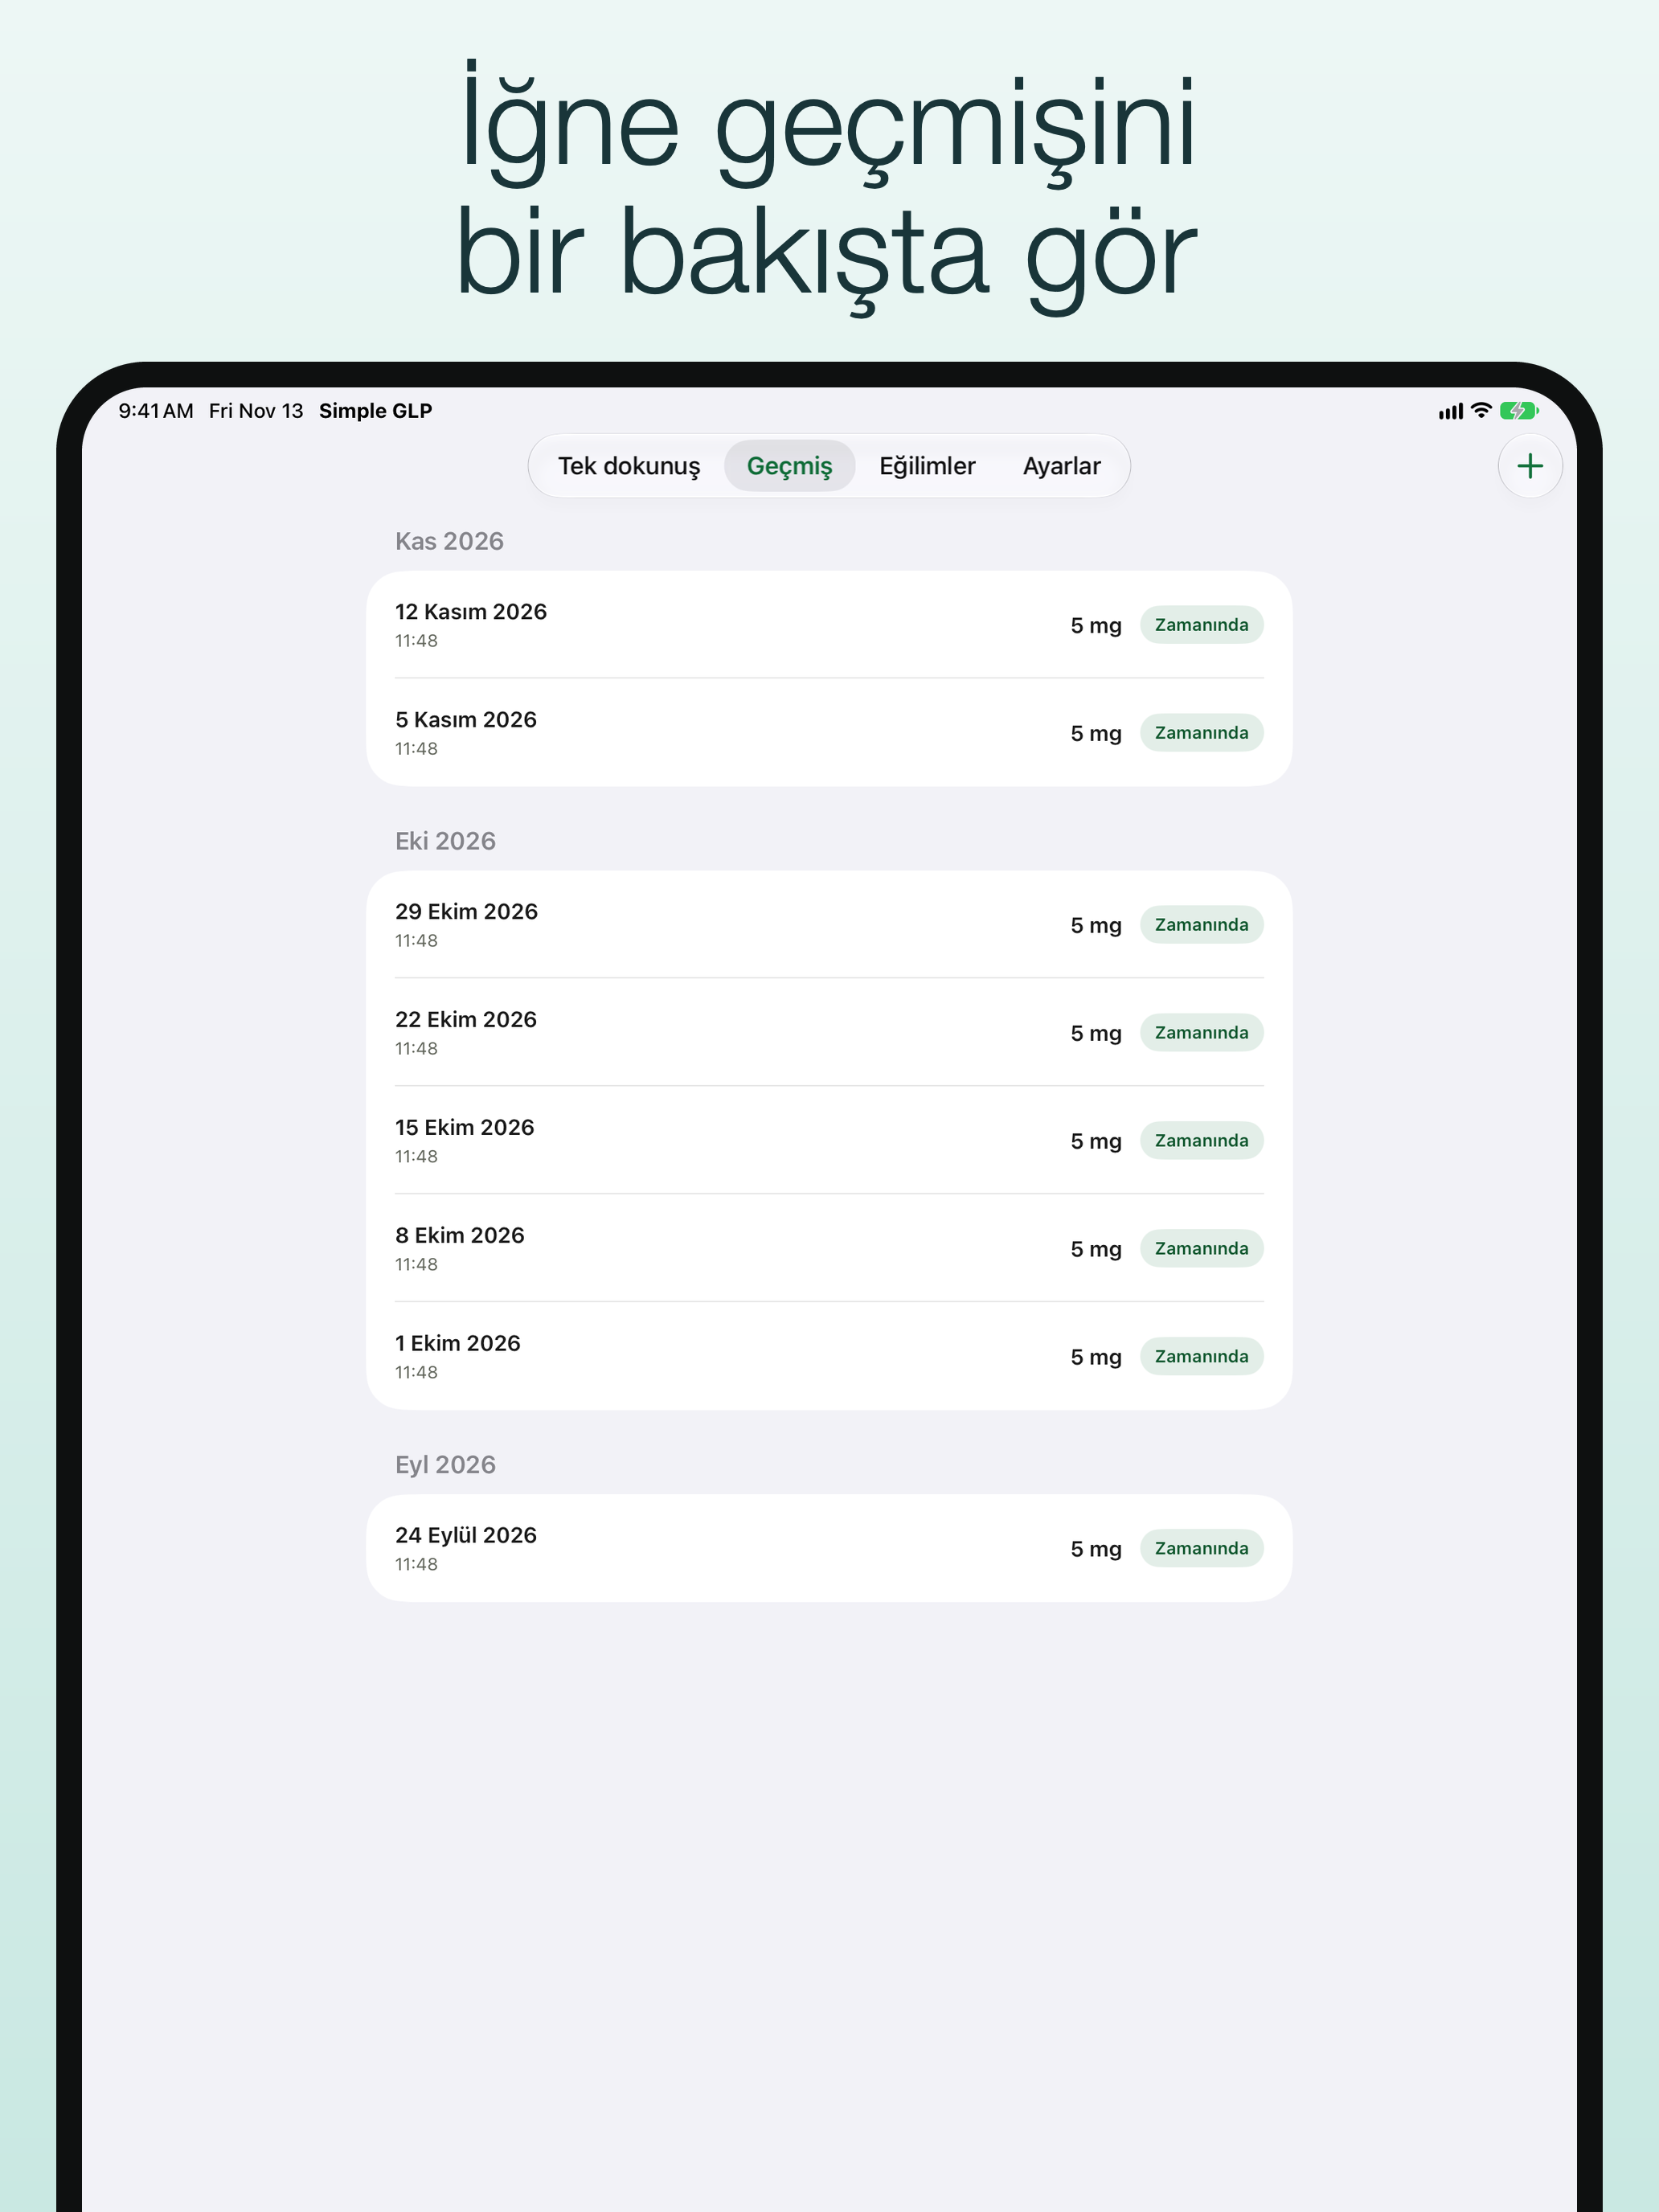 İğne geçmişini
bir bakışta gör
9:41 AM Fri Nov 13 Simple GLP
Tek dokunuş Geçmiş Eğilimler Ayarlar
Kas 2026
12 Kasım 2026
11:48
5 mg Zamanında
5 Kasım 2026
11:48
5 mg Zamanında
Eki 2026
29 Ekim 2026
11:48
5 mg Zamanında
22 Ekim 2026
11:48
5 mg Zamanında
15 Ekim 2026
11:48
5 mg Zamanında
8 Ekim 2026
11:48
5 mg Zamanında
1 Ekim 2026
11:48
5 mg Zamanında
Eyl 2026
24 Eylül 2026
11:48
5 mg Zamanında